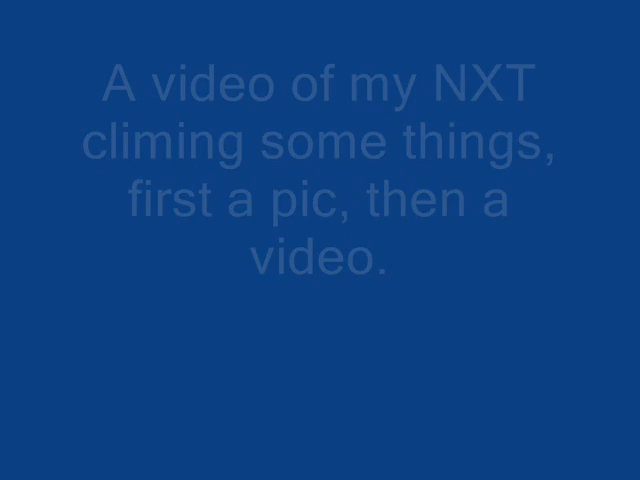 A video of my NXT
climing some things,
first a pic, then a
video.